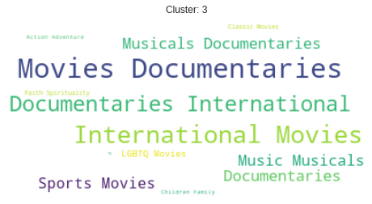 Cluster: 3
Classic Movies
Action Adventure
Musicals Documentaries
Movies Documentaries
Faith Spirituality
Documentaries International
International Movies
LGBTQ Movies
Music Musicals
Documentaries
Sports Movies
Children Family